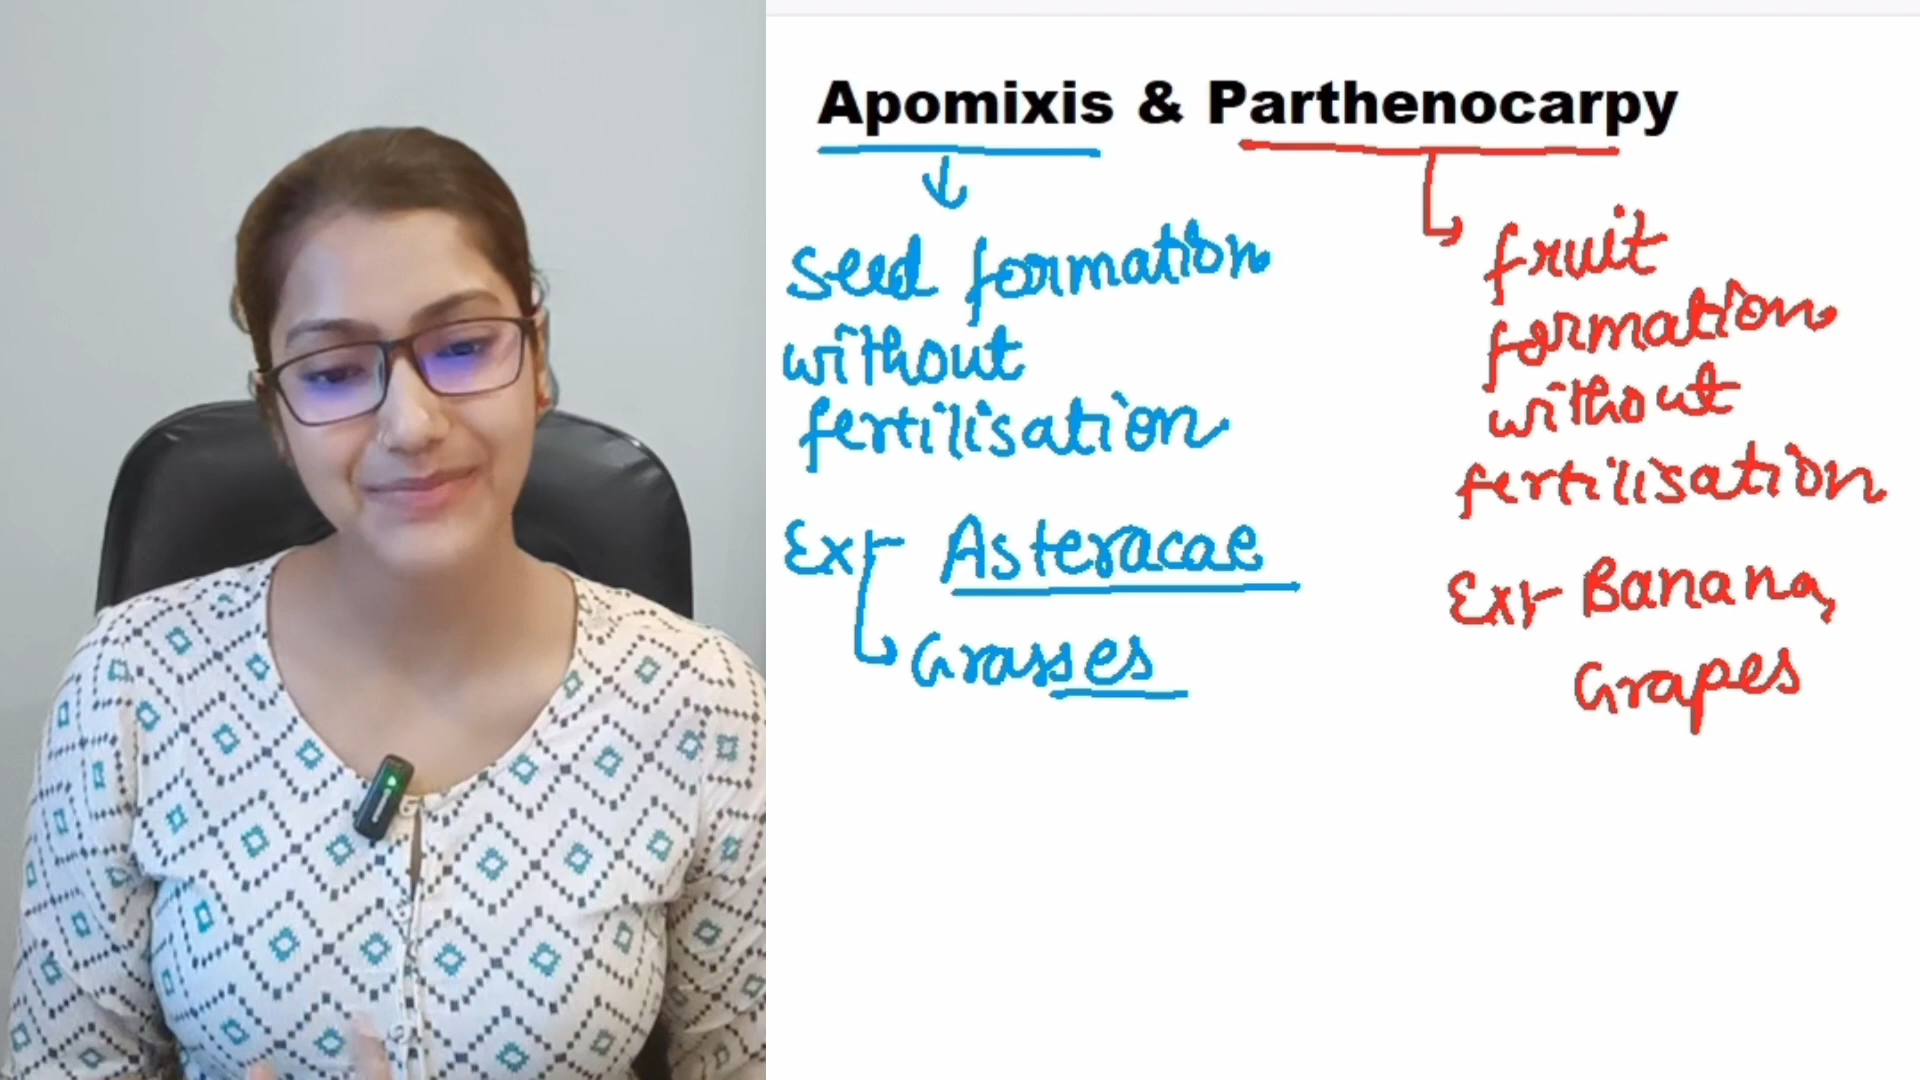 Apomixis & Parthenocarpy
seed formation
without
fertilisation
Ex:- Asteracae
Grasses
fruit
formation
without
fertilisation
Ex:- Banana,
Grapes